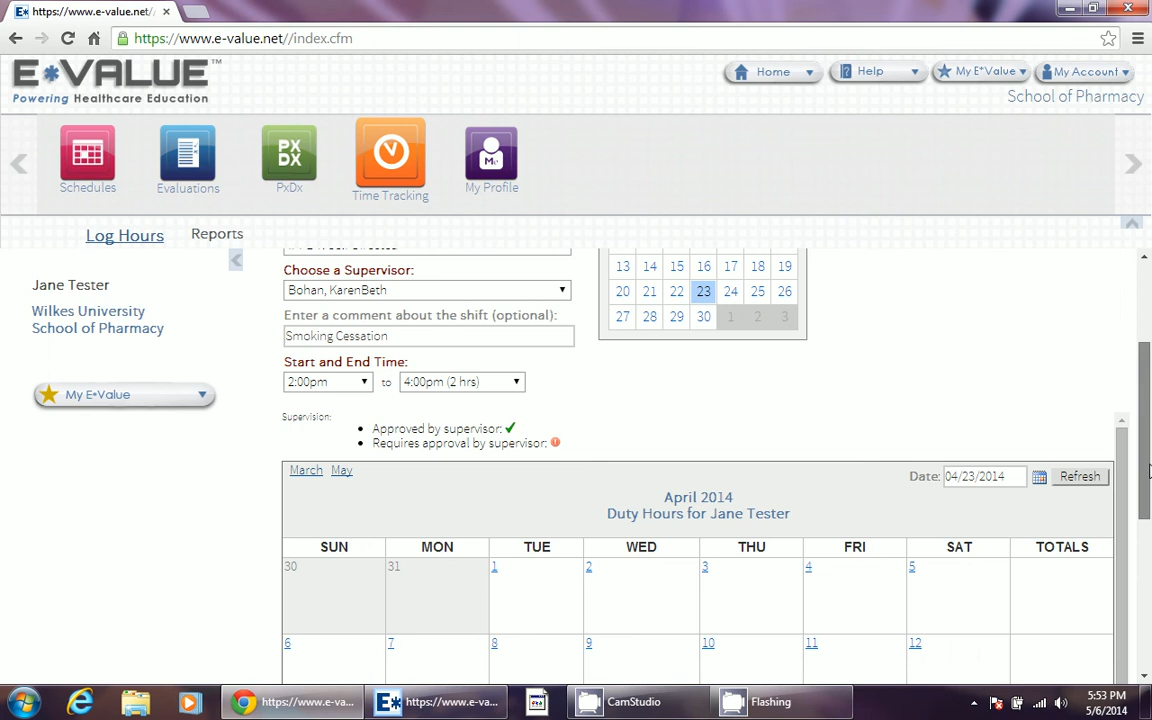 https://www.e-value.net/
https://www.e-value.net//index.cfm
E*VALUE™
Powering Healthcare Education
Home
Help
My E*Value
My Account
School of Pharmacy
Schedules
Evaluations
PX
DX
PxDx
Time Tracking
Me
My Profile
Log Hours
Reports
Jane Tester
Wilkes University
School of Pharmacy
My E*Value
Choose a Supervisor:
Bohan, KarenBeth
Enter a comment about the shift (optional):
Smoking Cessation
Start and End Time:
2:00pm to 4:00pm (2 hrs)
13 14 15 16 17 18 19
20 21 22 23 24 25 26
27 28 29 30 1 2 3
Supervision:
Approved by supervisor:
Requires approval by supervisor:
March May
Date: 04/23/2014 Refresh
April 2014
Duty Hours for Jane Tester
SUN MON TUE WED THU FRI SAT TOTALS
30 31 1 2 3 4 5
6 7 8 9 10 11 12
https://www.e-va...
https://www.e-va...
CamStudio
Flashing
5:53 PM
5/6/2014